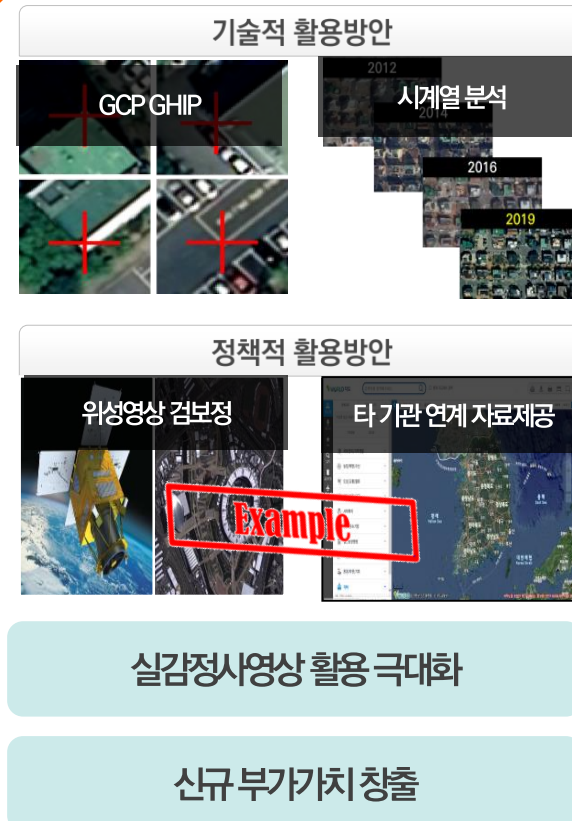 기술적 활용방안
GCP GHIP
시계열 분석
2012
2014
2016
2019
정책적 활용방안
위성영상 검보정
타 기관 연계 자료제공
Example
실감정사영상 활용 극대화
신규 부가가치 창출